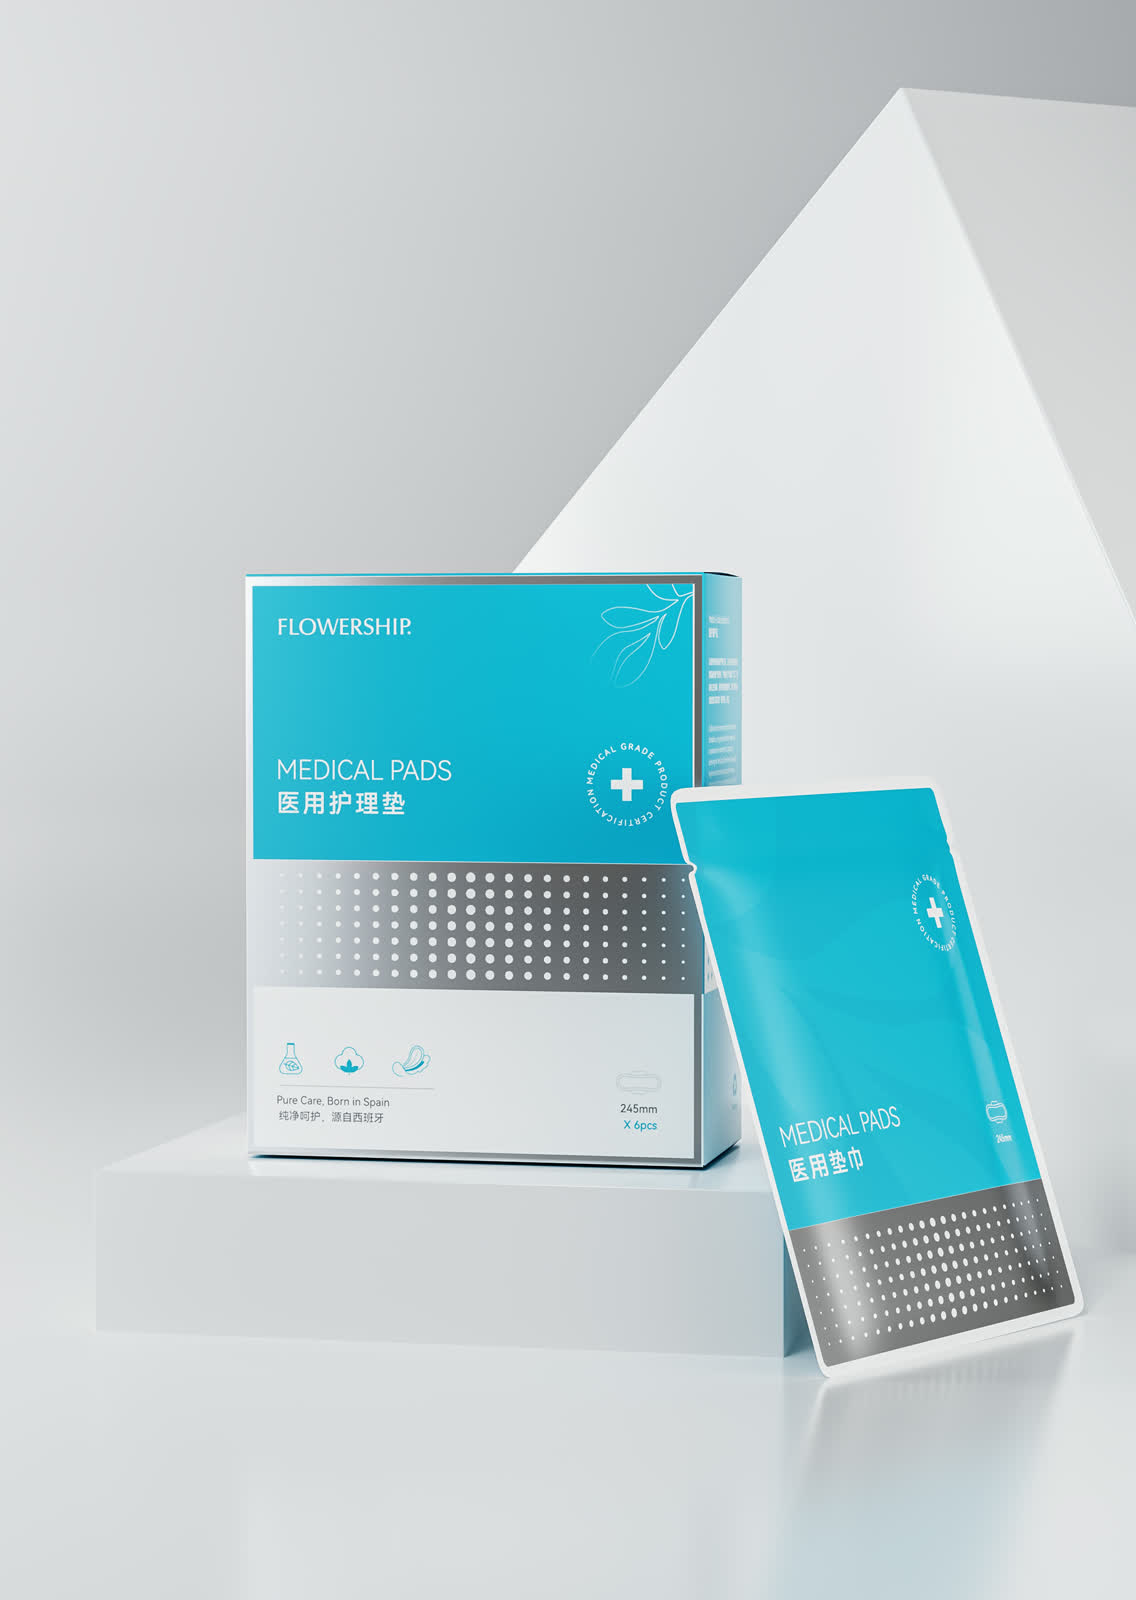 FLOWERSHIP.
MEDICAL PADS
医用护理垫
MEDICAL GRADE PRODUCT CERTIFICATION
Pure Care, Born in Spain
纯净呵护，源自西班牙
245mm
X 6pcs
MEDICAL GRADE PRODUCT CERTIFICATION
MEDICAL PADS
医用垫巾
245mm